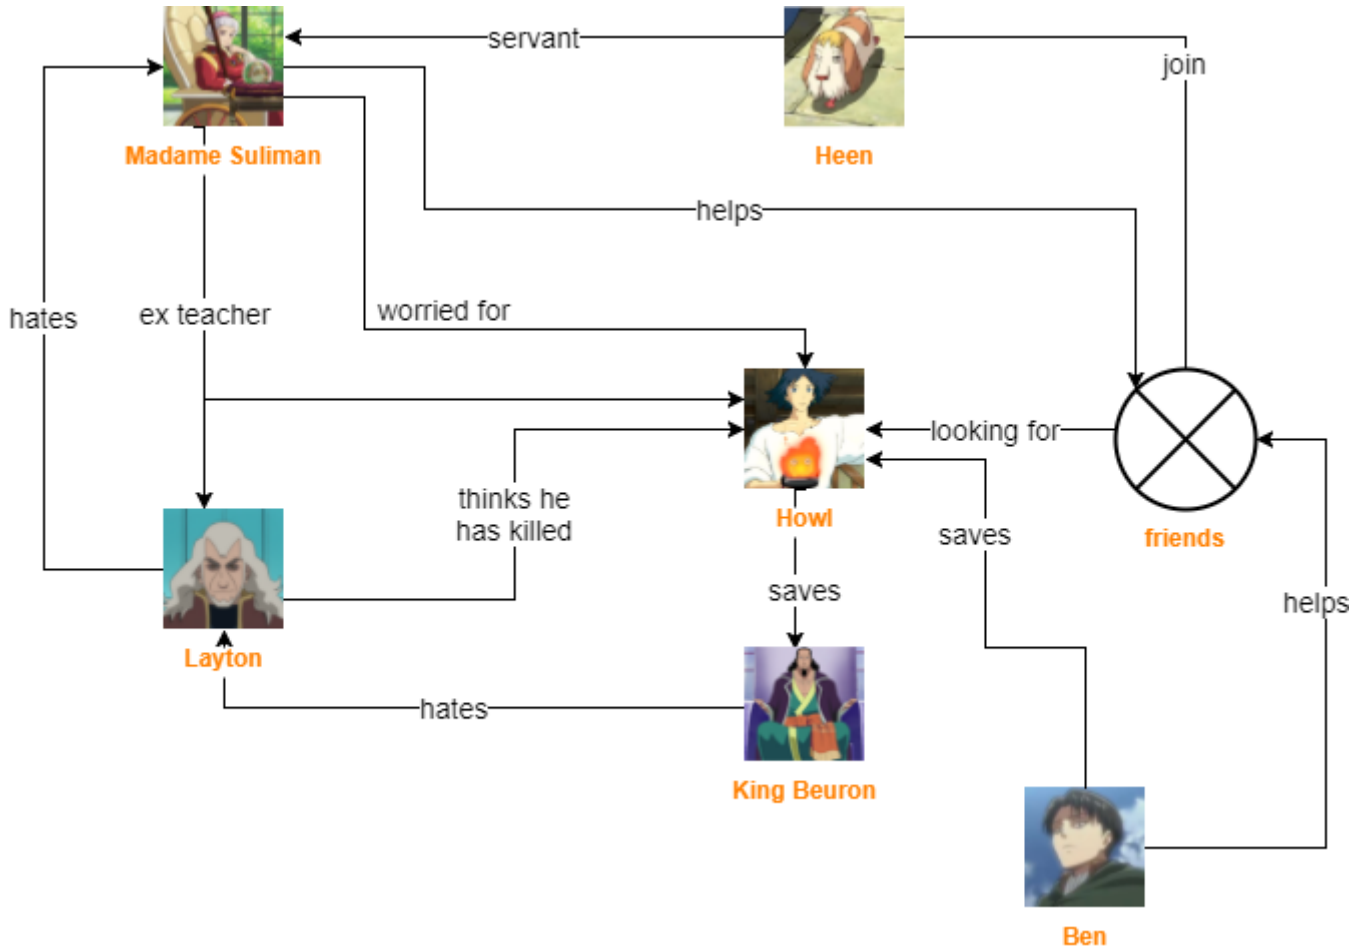 servant
join
Madame Suliman
Heen
helps
hates
ex teacher
worried for
looking for
thinks he
has killed
Howl
saves
friends
saves
helps
Layton
hates
King Beuron
Ben